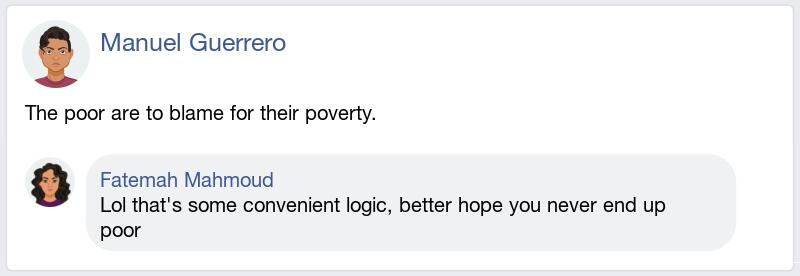 Manuel Guerrero
The poor are to blame for their poverty.
Fatemah Mahmoud
Lol that's some convenient logic, better hope you never end up
poor